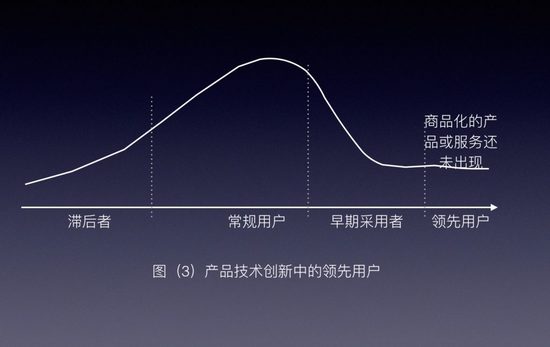 商品化的产
品或服务还
未出现
滞后者
常规用户
早期采用者
领先用户
图（3）产品技术创新中的领先用户